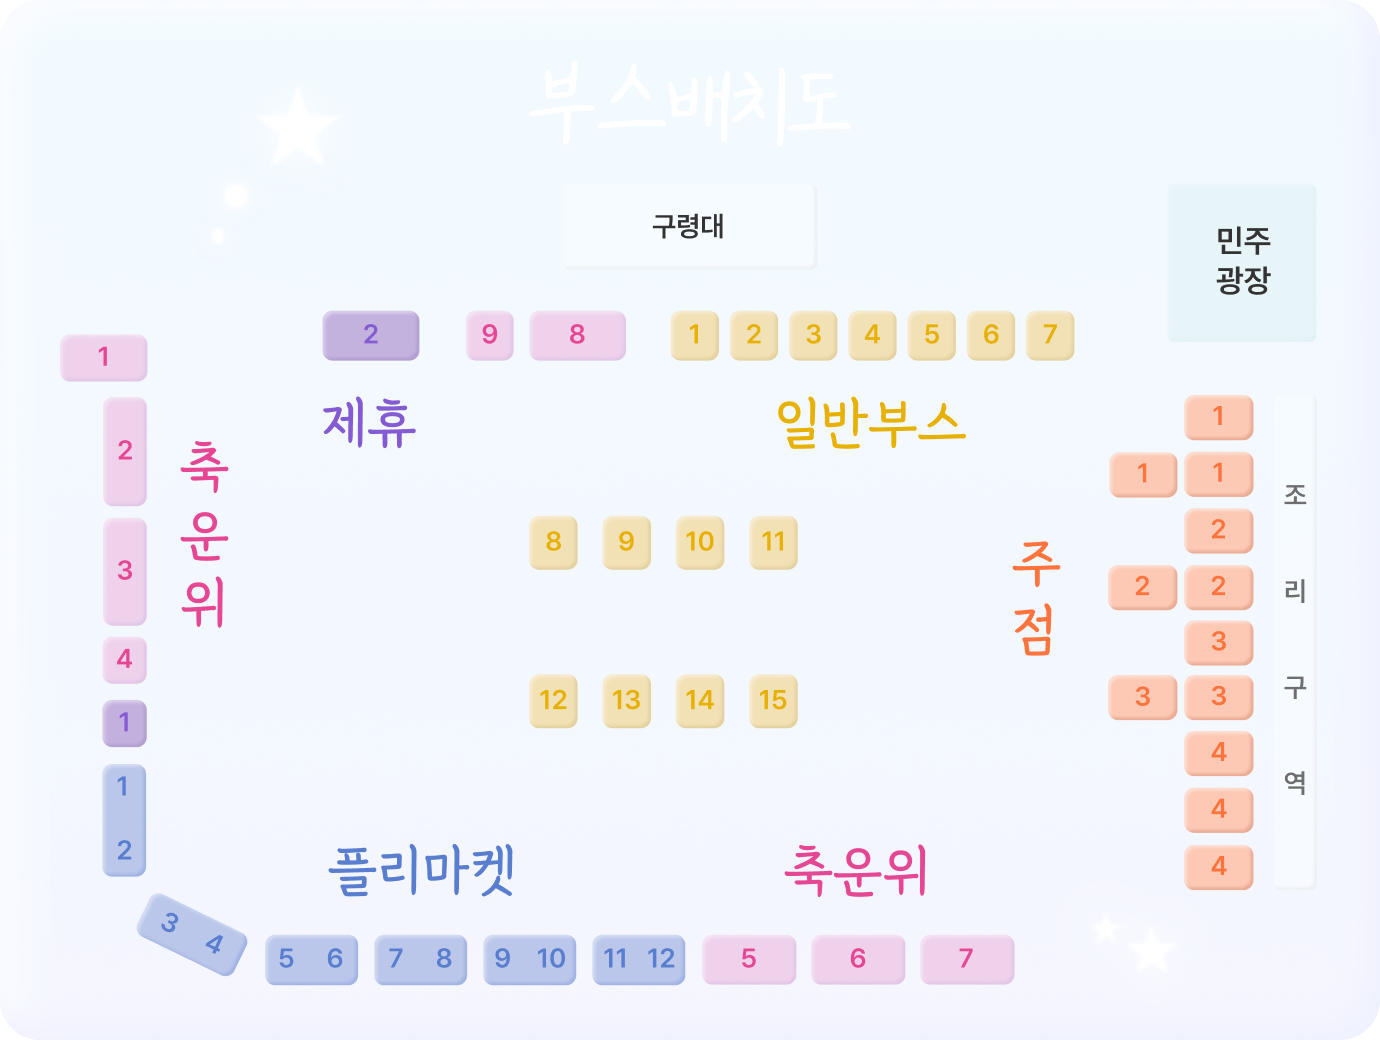 부스배치도
구령대
민주
광장
2 9 8 1 2 3 4 5 6 7
제휴
일반부스
1
2
3
4
1
1
2
축
운
위
8 9 10 11
12 13 14 15
주
점
1
1 1
2
2 2
3
3 3
4
4
4
조
리
구
역
플리마켓
축운위
3 4
5 6 7 8 9 10 11 12 5 6 7